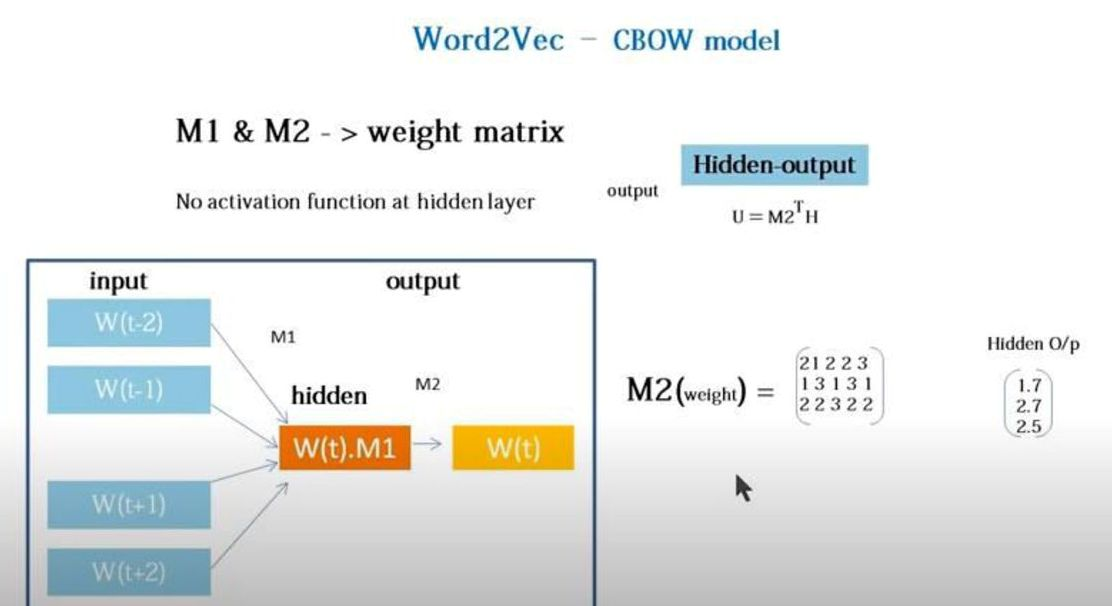 Word2Vec – CBOW model
M1 & M2 - > weight matrix
No activation function at hidden layer
output
Hidden-output
U = M2ᵀH
input
output
W(t-2)
M1
W(t-1)
M2
hidden
W(t).M1
W(t)
W(t+1)
W(t+2)
M2(weight) =
21 2 2 3
1 3 1 3 1
2 2 3 2 2
Hidden O/p
1.7
2.7
2.5